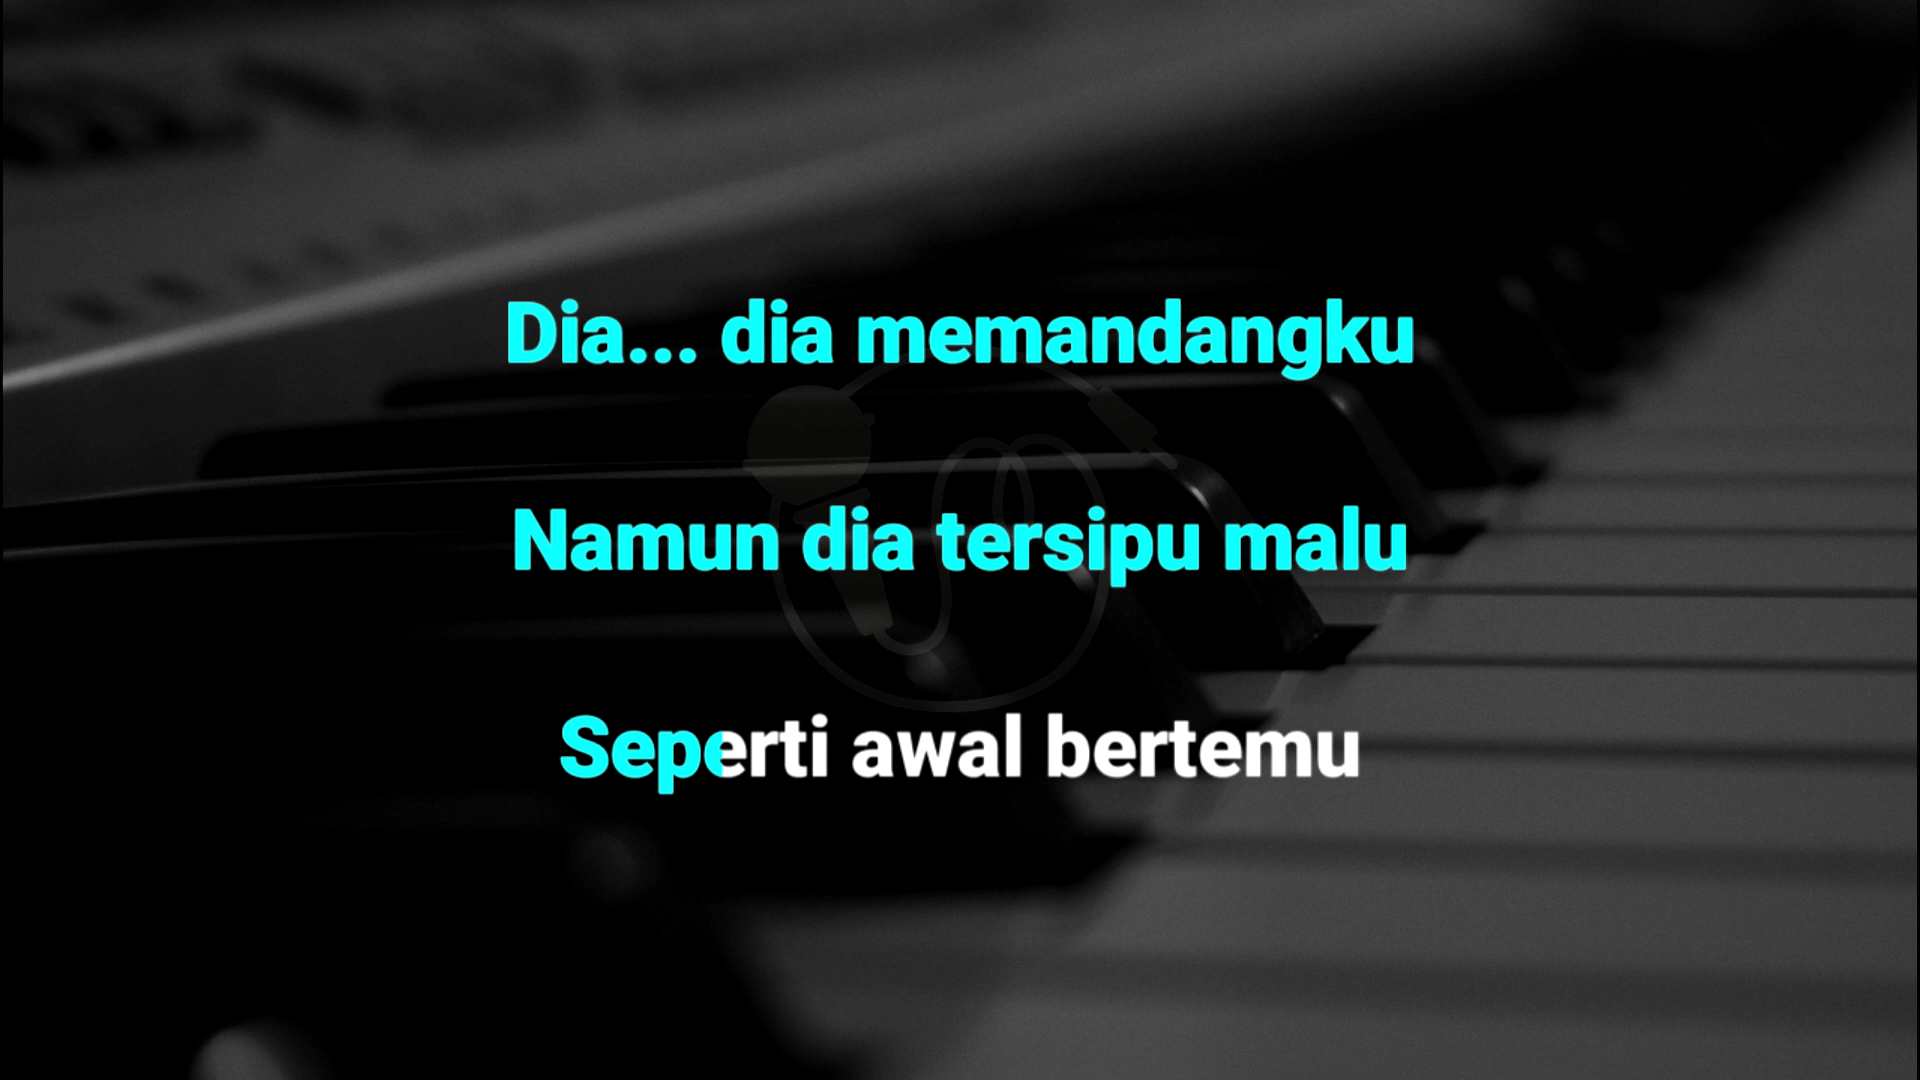 Dia... dia memandangku
Namun dia tersipu malu
Seperti awal bertemu